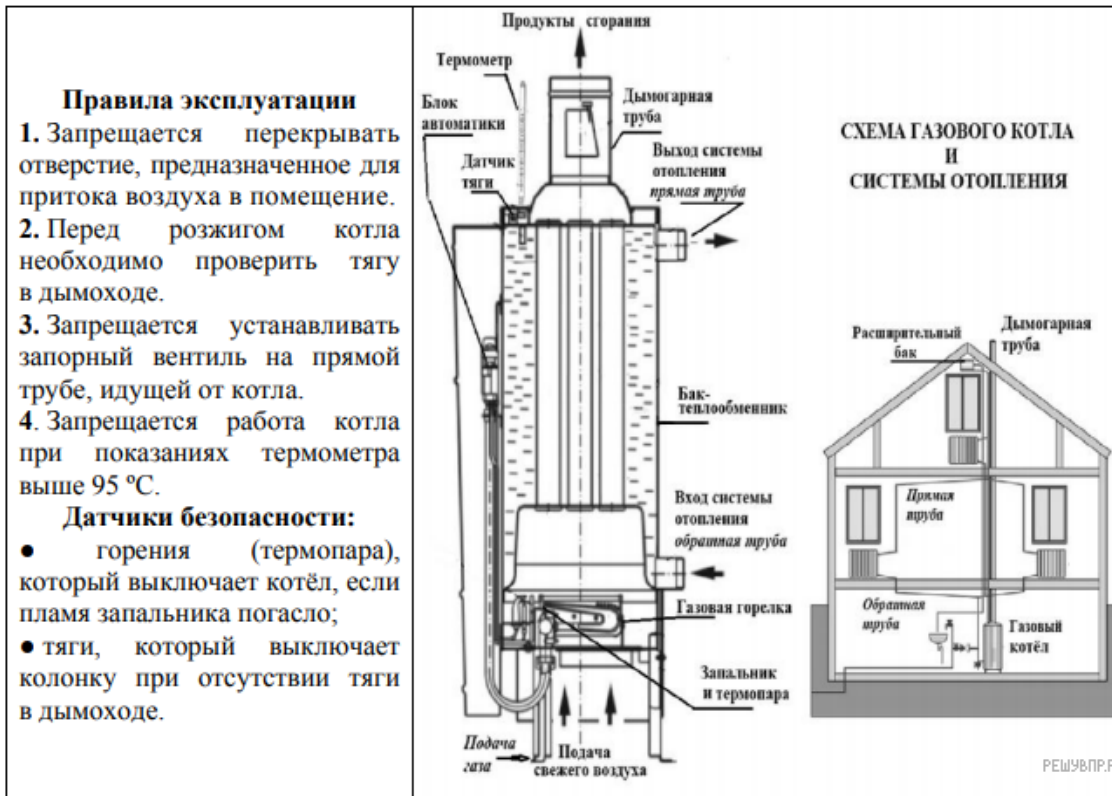 Правила эксплуатации
1. Запрещается перекрывать
отверстие, предназначенное для
притока воздуха в помещение.
2. Перед розжигом котла
необходимо проверить тягу
в дымоходе.
3. Запрещается устанавливать
запорный вентиль на прямой
трубе, идущей от котла.
4. Запрещается работа котла
при показаниях термометра
выше 95 ºС.
Датчики безопасности:
● горения (термопара),
который выключает котёл, если
пламя запальника погасло;
● тяги, который выключает
колонку при отсутствии тяги
в дымоходе.
Продукты сгорания
Термометр
Блок
автоматики
Датчик
тяги
Дымогарная
труба
Выход системы
отопления
прямая труба
Бак-
теплообменник
Вход системы
отопления
обратная труба
Газовая горелка
Запальник
и термопара
Подача
газа
Подача
свежего воздуха
СХЕМА ГАЗОВОГО КОТЛА
И
СИСТЕМЫ ОТОПЛЕНИЯ
Расширительный
бак
Дымогарная
труба
Прямая
труба
Обратная
труба
Газовый
котёл
РЕШУВПР.Р